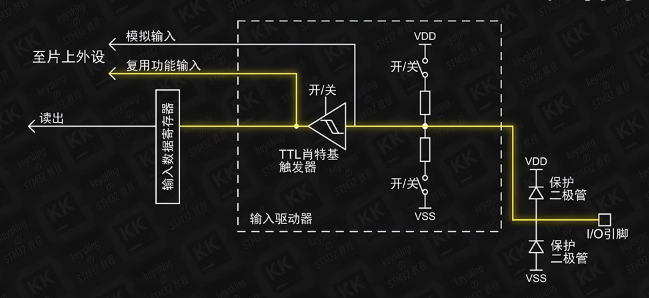 模拟输入
VDD
至片上外设
复用功能输入
开/关
开/关
读出
输入数据寄存器
TTL肖特基
触发器
开/关
VSS
输入驱动器
VDD
保护
二极管
I/O引脚
保护
二极管
VSS